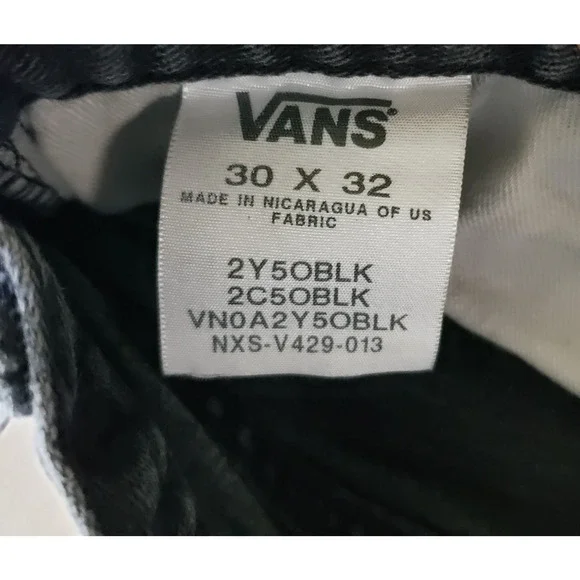 VANS
30 X 32
MADE IN NICARAGUA OF US
FABRIC
2Y5OBLK
2C5OBLK
VN0A2Y5OBLK
NXS-V429-013